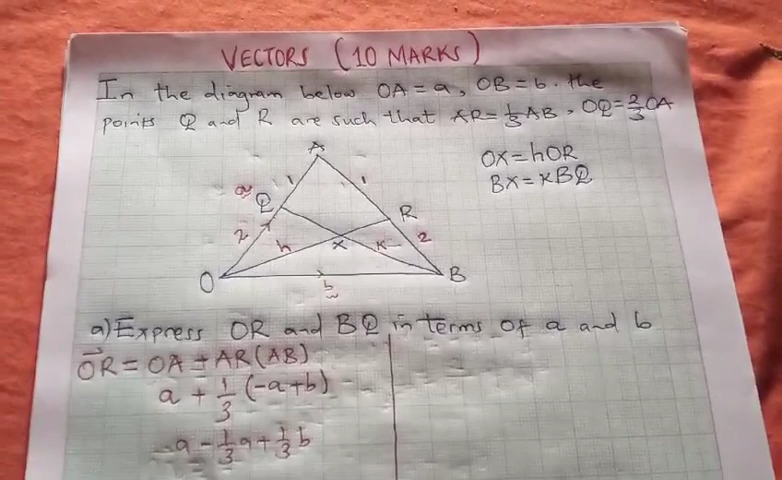 VECTORS (10 MARKS)
In the diagram below OA = a, OB = b. the
points Q and R are such that AR = 1/3 AB, OQ = 2/3 OA
OX = hOR
BX = KBQ
A
1
1
a
Q
R
2
h
X
K
2
O
B
b
a) Express OR and BQ in terms of a and b
OR = OA + AR (AB)
a + 1/3 (-a+b)
a - 1/3 a + 1/3 b